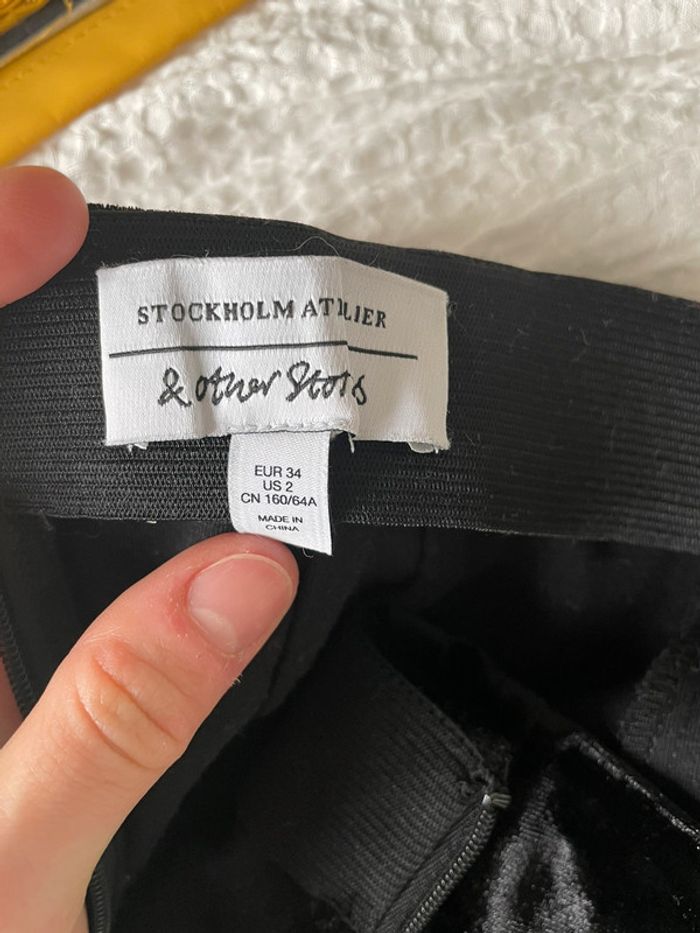 STOCKHOLM ATELIER
& other Stories
EUR 34
US 2
CN 160/64A
MADE IN
CHINA